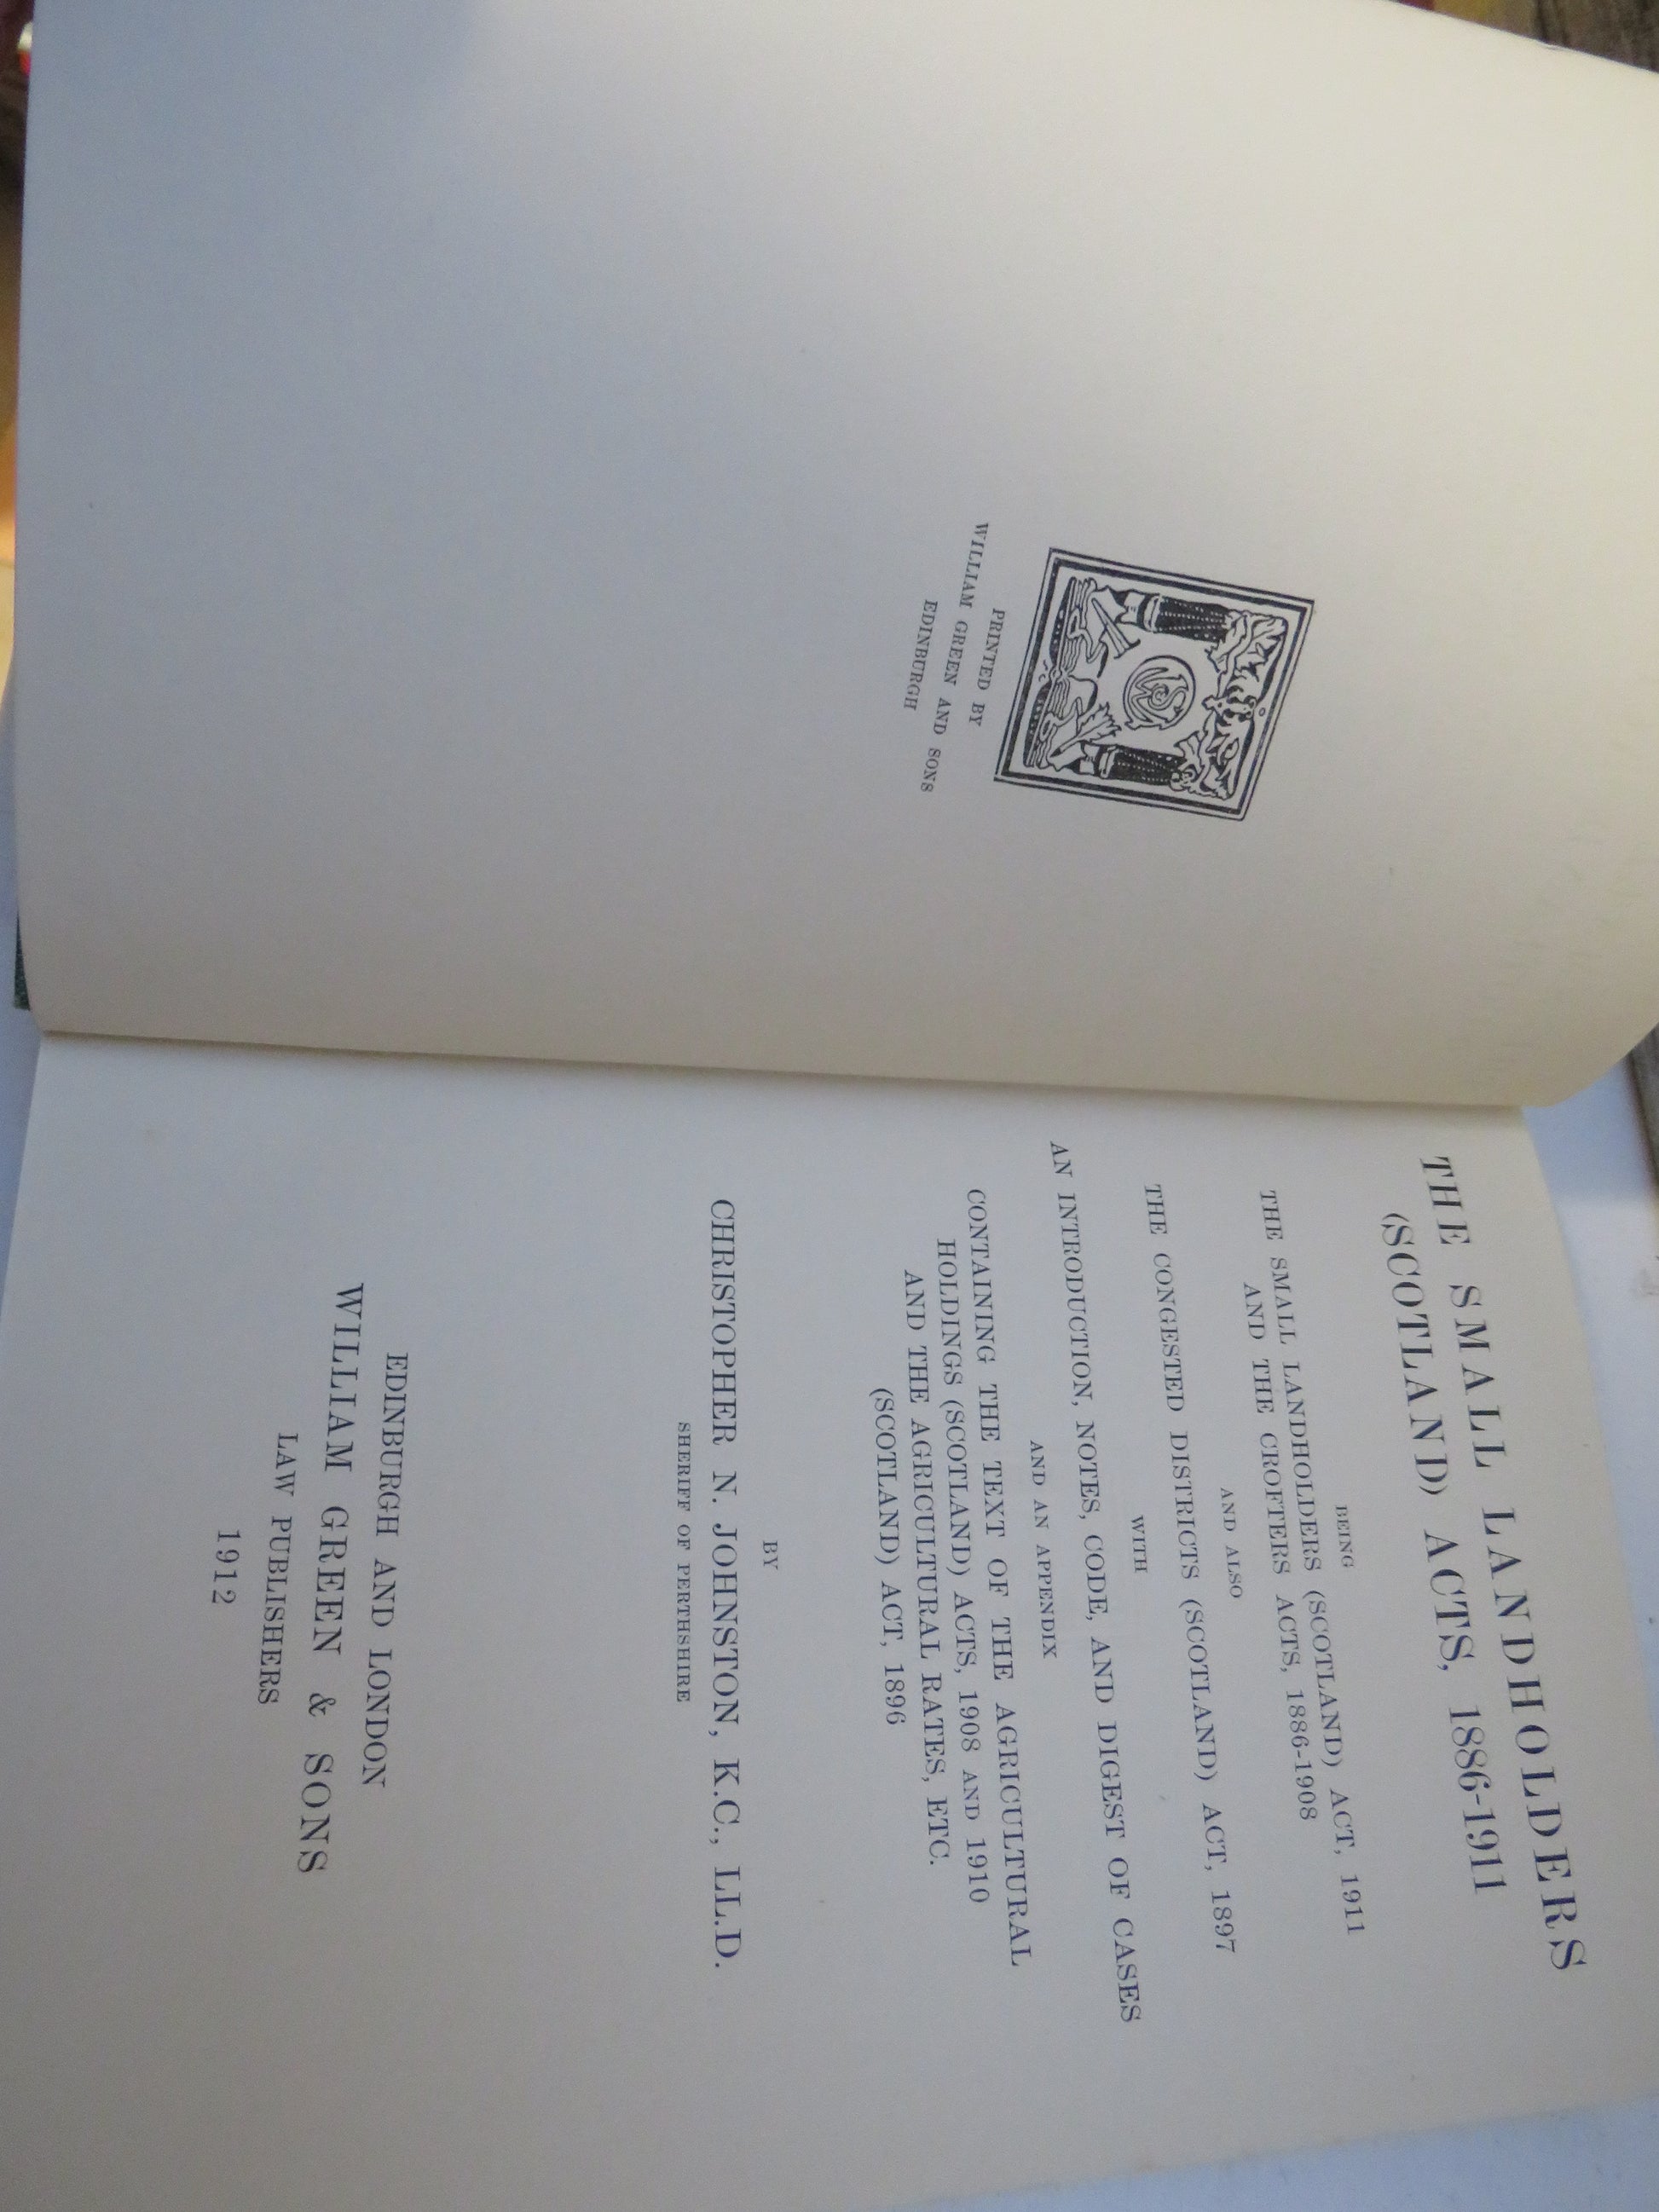 PRINTED BY
WILLIAM GREEN AND SONS
EDINBURGH
THE SMALL LANDHOLDERS
(SCOTLAND) ACTS, 1886-1911
BEING
THE SMALL LANDHOLDERS (SCOTLAND) ACT, 1911
AND THE CROFTERS ACTS, 1886-1908
AND ALSO
THE CONGESTED DISTRICTS (SCOTLAND) ACT, 1897
WITH
AN INTRODUCTION, NOTES, CODE, AND DIGEST OF CASES
AND AN APPENDIX
CONTAINING THE TEXT OF THE AGRICULTURAL
HOLDINGS (SCOTLAND) ACTS, 1908 AND 1910
AND THE AGRICULTURAL RATES, ETC.
(SCOTLAND) ACT, 1896
BY
CHRISTOPHER N. JOHNSTON, K.C., LL.D.
SHERIFF OF PERTHSHIRE
EDINBURGH AND LONDON
WILLIAM GREEN & SONS
LAW PUBLISHERS
1912